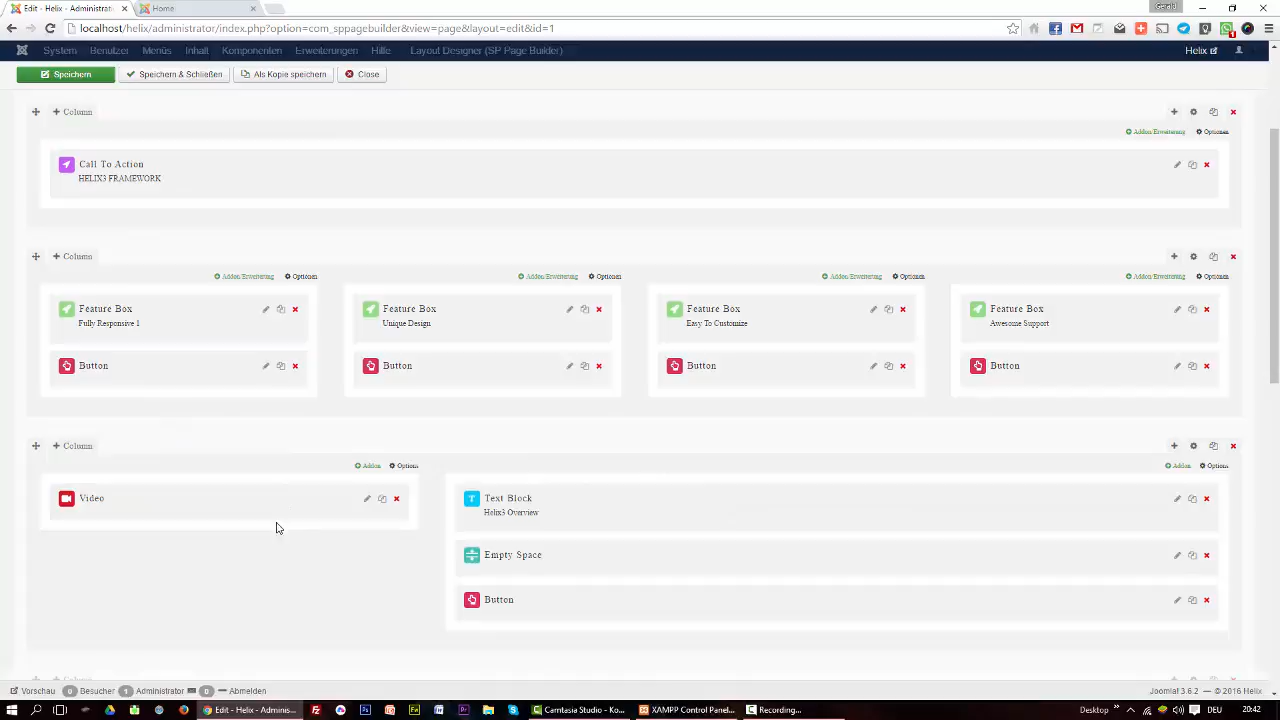 Edit - Helix - Administrat
Home
localhost/helix/administrator/index.php?option=com_sppagebuilder&view=page&layout=edit&id=1
System Benutzer Menüs Inhalt Komponenten Erweiterungen Hilfe Layout Designer (SP Page Builder) Helix
Speichern Speichern & Schließen Als Kopie speichern Close
Column
Addon/Erweiterung Optionen
Call To Action
HELIX3 FRAMEWORK
Column
Addon/Erweiterung Optionen Addon/Erweiterung Optionen Addon/Erweiterung Optionen Addon/Erweiterung Optionen
Feature Box Feature Box Feature Box Feature Box
Fully Responsive 1 Unique Design Easy To Customize Awesome Support
Button Button Button Button
Column
Addon Options Addon Options
Video Text Block
Helix3 Overview
Empty Space
Button
Vorschau 0 Besucher 1 Administrator 0 Abmelden Joomla! 3.6.2 — © 2016 Helix
Edit - Helix - Adminis... Camtasia Studio - Ko... XAMPP Control Panel... Recording... Desktop DEU 20:42